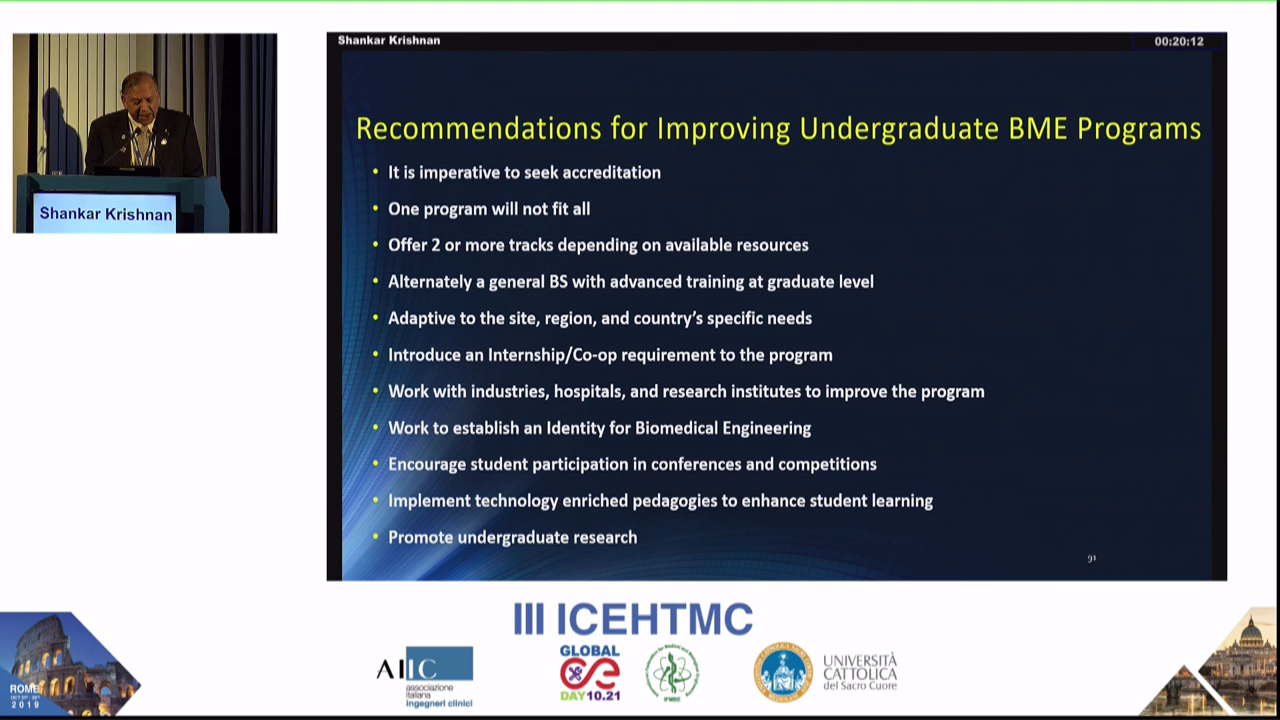 Shankar Krishnan
00:20:12
Shankar Krishnan
Recommendations for Improving Undergraduate BME Programs
• It is imperative to seek accreditation
• One program will not fit all
• Offer 2 or more tracks depending on available resources
• Alternately a general BS with advanced training at graduate level
• Adaptive to the site, region, and country's specific needs
• Introduce an Internship/Co-op requirement to the program
• Work with industries, hospitals, and research institutes to improve the program
• Work to establish an Identity for Biomedical Engineering
• Encourage student participation in conferences and competitions
• Implement technology enriched pedagogies to enhance student learning
• Promote undergraduate research
91
III ICEHTMC
AIIC
associazione
italiana
ingegneri clinici
GLOBAL
CE
DAY 10.21
IFMBE
UNIVERSITÀ
CATTOLICA
del Sacro Cuore
ROME
2019